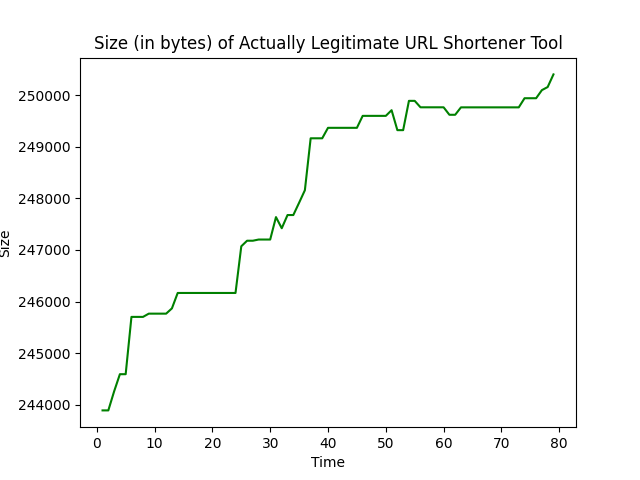 Size (in bytes) of Actually Legitimate URL Shortener Tool
250000
249000
248000
247000
246000
245000
244000
Size
0 10 20 30 40 50 60 70 80
Time